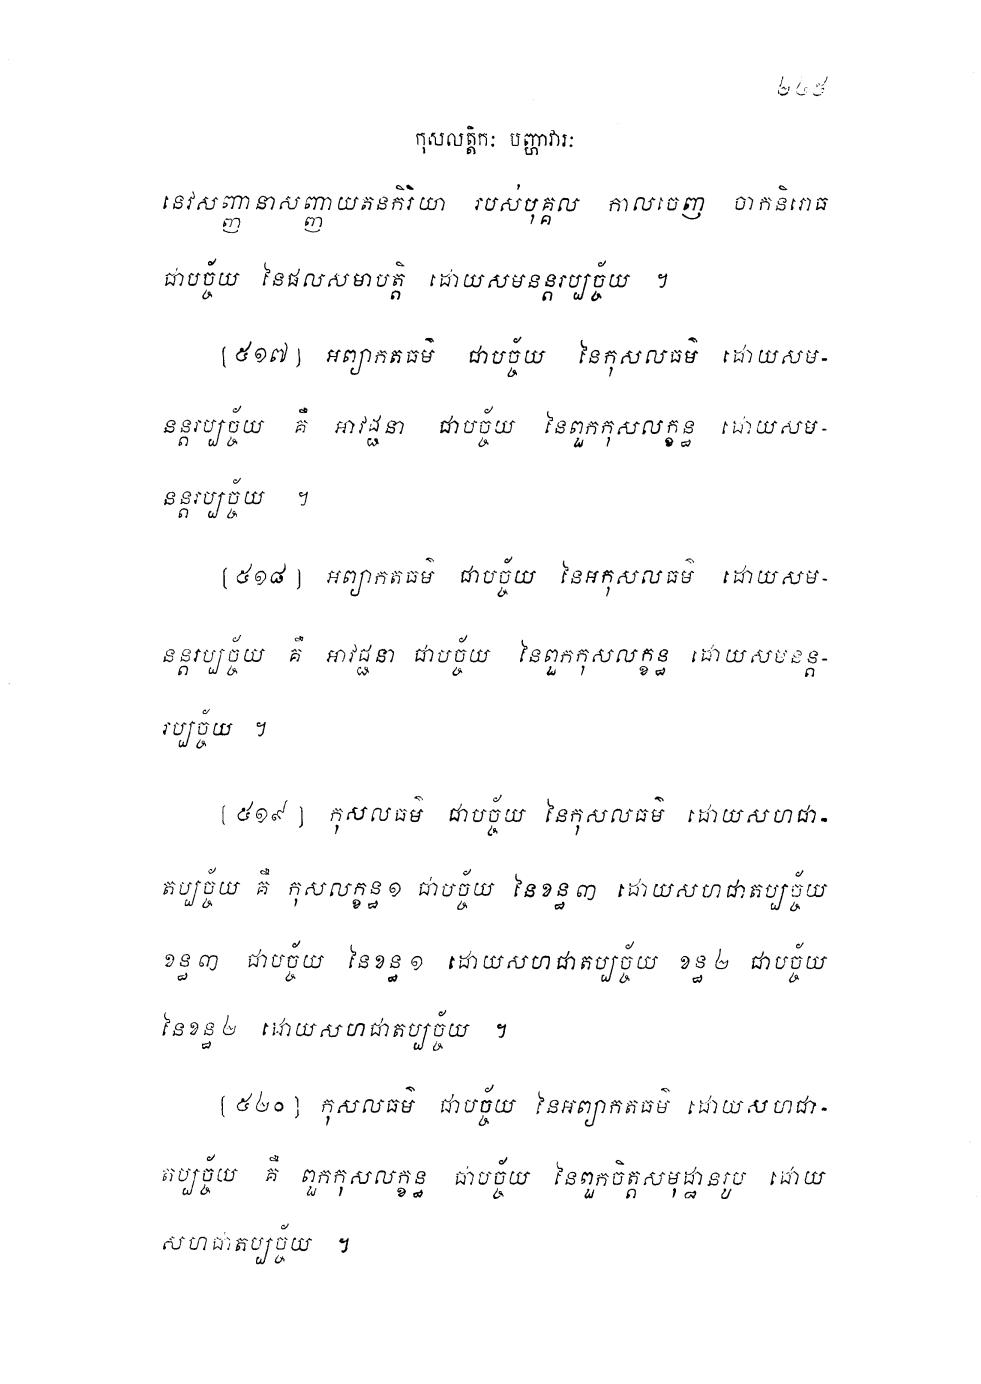 ២៤៥
កុសលត្តិកៈ បញ្ហាវារៈ
នេវសញ្ញានាសញ្ញាយតនកិរិយា របស់បុគ្គល កាលចេញ ចាកនិរោធ
ជាបច្ច័យ នៃផលសមាបត្តិ ដោយសមនន្តរប្បច្ច័យ ។
[៥១៧] អព្យាកតធម៌ ជាបច្ច័យ នៃកុសលធម៌ ដោយសម-
នន្តរប្បច្ច័យ គឺ អាវជ្ជនា ជាបច្ច័យ នៃពួកកុសលក្ខន្ធ ដោយសម-
នន្តរប្បច្ច័យ ។
[៥១៨] អព្យាកតធម៌ ជាបច្ច័យ នៃអកុសលធម៌ ដោយសម-
នន្តរប្បច្ច័យ គឺ អាវជ្ជនា ជាបច្ច័យ នៃពួកកុសលក្ខន្ធ ដោយសមនន្ត-
រប្បច្ច័យ ។
[៥១៩] កុសលធម៌ ជាបច្ច័យ នៃកុសលធម៌ ដោយសហជា-
តប្បច្ច័យ គឺ កុសលក្ខន្ធ១ ជាបច្ច័យ នៃខន្ធ៣ ដោយសហជាតប្បច្ច័យ
ខន្ធ៣ ជាបច្ច័យ នៃខន្ធ១ ដោយសហជាតប្បច្ច័យ ខន្ធ២ ជាបច្ច័យ
នៃខន្ធ២ ដោយសហជាតប្បច្ច័យ ។
[៥២០] កុសលធម៌ ជាបច្ច័យ នៃអព្យាកតធម៌ ដោយសហជា-
តប្បច្ច័យ គឺ ពួកកុសលក្ខន្ធ ជាបច្ច័យ នៃពួកចិត្តសមុដ្ឋានរូប ដោយ
សហជាតប្បច្ច័យ ។